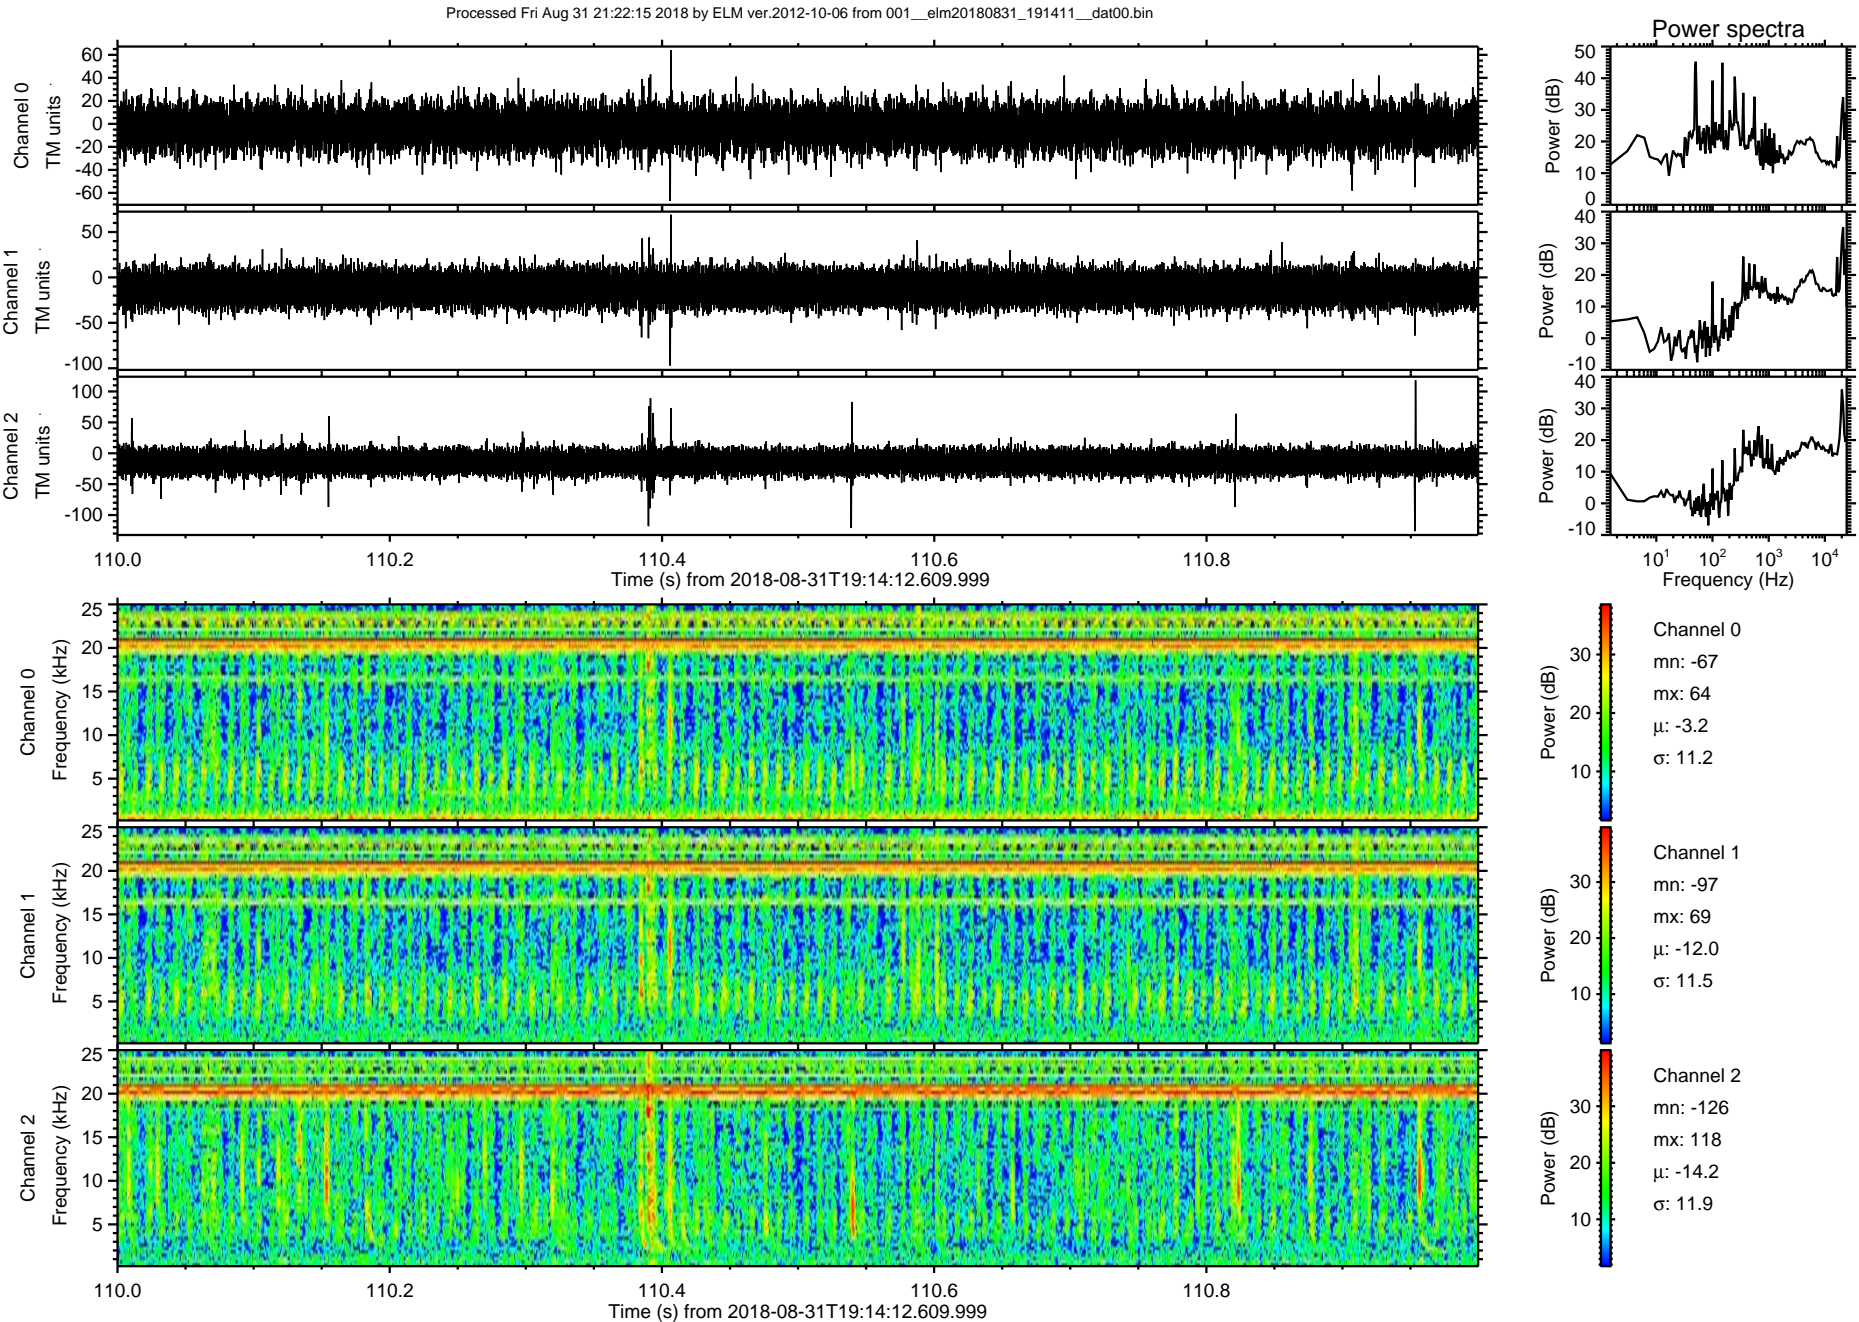 Processed Fri Aug 31 21:22:15 2018 by ELM ver.2012-10-06 from 001__elm20180831_191411__dat00.bin
Power spectra
Channel 0
TM units
60
40
20
0
-20
-40
-60
Power (dB)
50
40
30
20
10
0
Channel 1
TM units
50
0
-50
-100
Power (dB)
40
30
20
10
0
-10
Channel 2
TM units
100
50
0
-50
-100
Power (dB)
40
30
20
10
0
-10
110.0 110.2 110.4 110.6 110.8
Time (s) from 2018-08-31T19:14:12.609.999
10¹ 10² 10³ 10⁴
Frequency (Hz)
Channel 0
Frequency (kHz)
25
20
15
10
5
Power (dB)
30
20
10
Channel 0
mn: -67
mx: 64
μ: -3.2
σ: 11.2
Channel 1
Frequency (kHz)
25
20
15
10
5
Power (dB)
30
20
10
Channel 1
mn: -97
mx: 69
μ: -12.0
σ: 11.5
Channel 2
Frequency (kHz)
25
20
15
10
5
Power (dB)
30
20
10
Channel 2
mn: -126
mx: 118
μ: -14.2
σ: 11.9
110.0 110.2 110.4 110.6 110.8
Time (s) from 2018-08-31T19:14:12.609.999